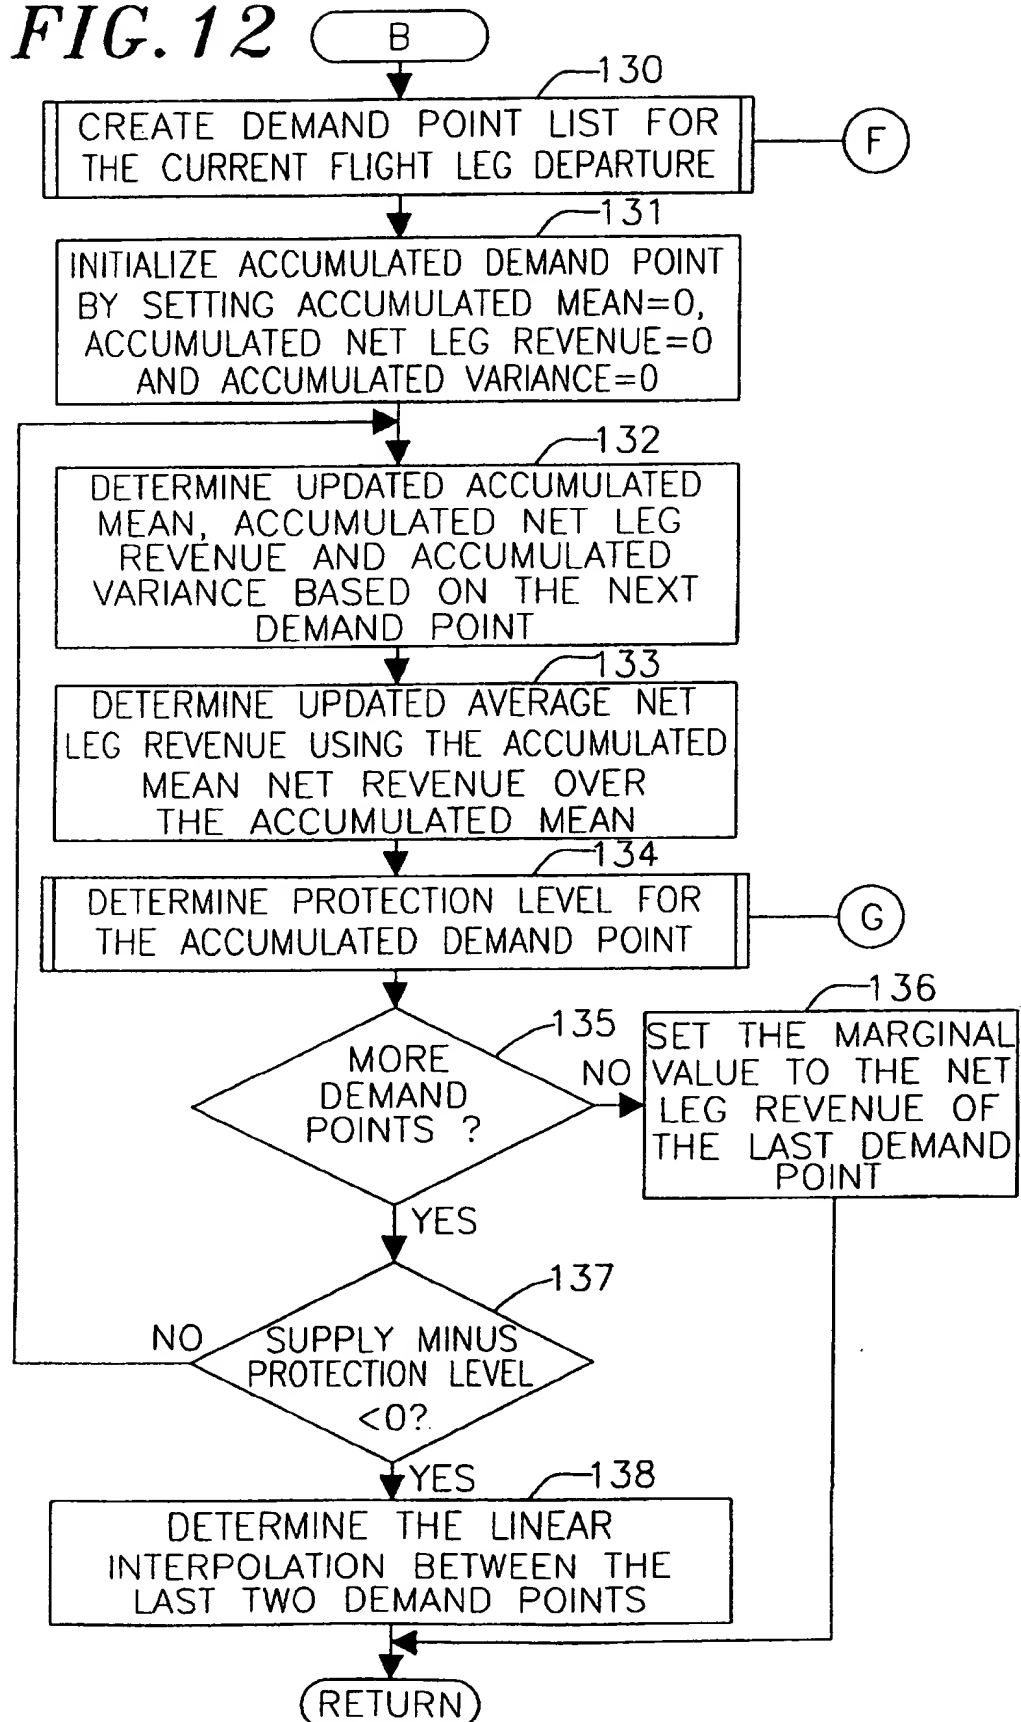 FIG. 12
B
130
CREATE DEMAND POINT LIST FOR
THE CURRENT FLIGHT LEG DEPARTURE
F
131
INITIALIZE ACCUMULATED DEMAND POINT
BY SETTING ACCUMULATED MEAN=0,
ACCUMULATED NET LEG REVENUE=0
AND ACCUMULATED VARIANCE=0
132
DETERMINE UPDATED ACCUMULATED
MEAN, ACCUMULATED NET LEG
REVENUE AND ACCUMULATED
VARIANCE BASED ON THE NEXT
DEMAND POINT
133
DETERMINE UPDATED AVERAGE NET
LEG REVENUE USING THE ACCUMULATED
MEAN NET REVENUE OVER
THE ACCUMULATED MEAN
134
DETERMINE PROTECTION LEVEL FOR
THE ACCUMULATED DEMAND POINT
G
135
MORE
DEMAND
POINTS ?
NO
136
SET THE MARGINAL
VALUE TO THE NET
LEG REVENUE OF
THE LAST DEMAND
POINT
YES
137
NO
SUPPLY MINUS
PROTECTION LEVEL
<0?
YES
138
DETERMINE THE LINEAR
INTERPOLATION BETWEEN THE
LAST TWO DEMAND POINTS
RETURN